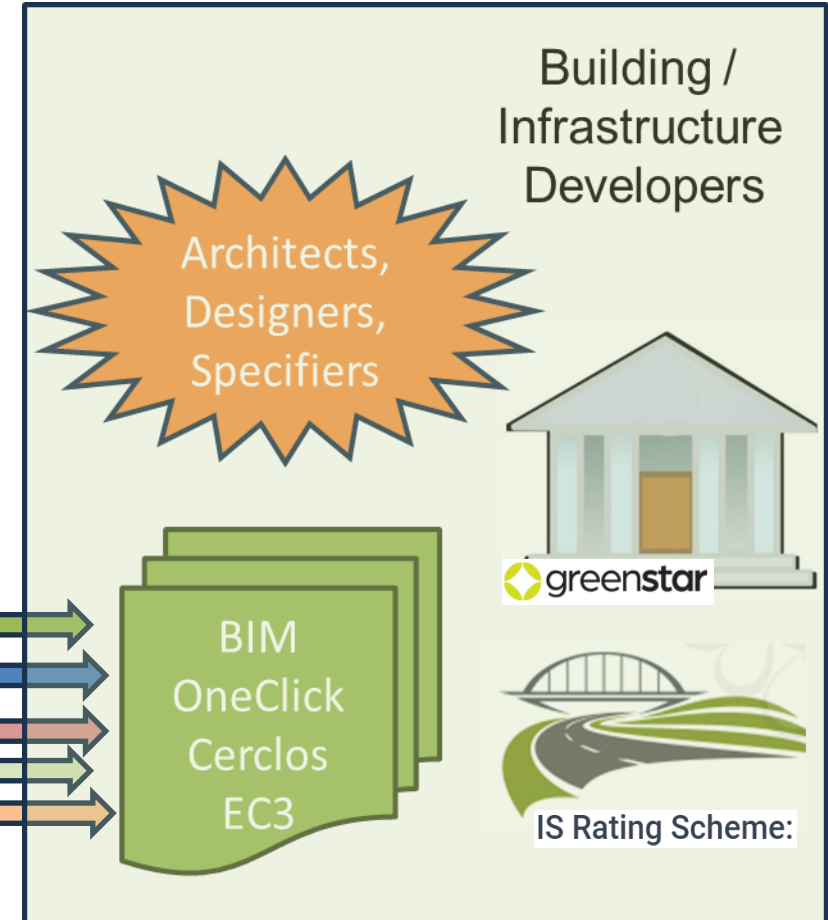 Building /
Infrastructure
Developers
Architects,
Designers,
Specifiers
greenstar
BIM
OneClick
Cerclos
EC3
IS Rating Scheme: